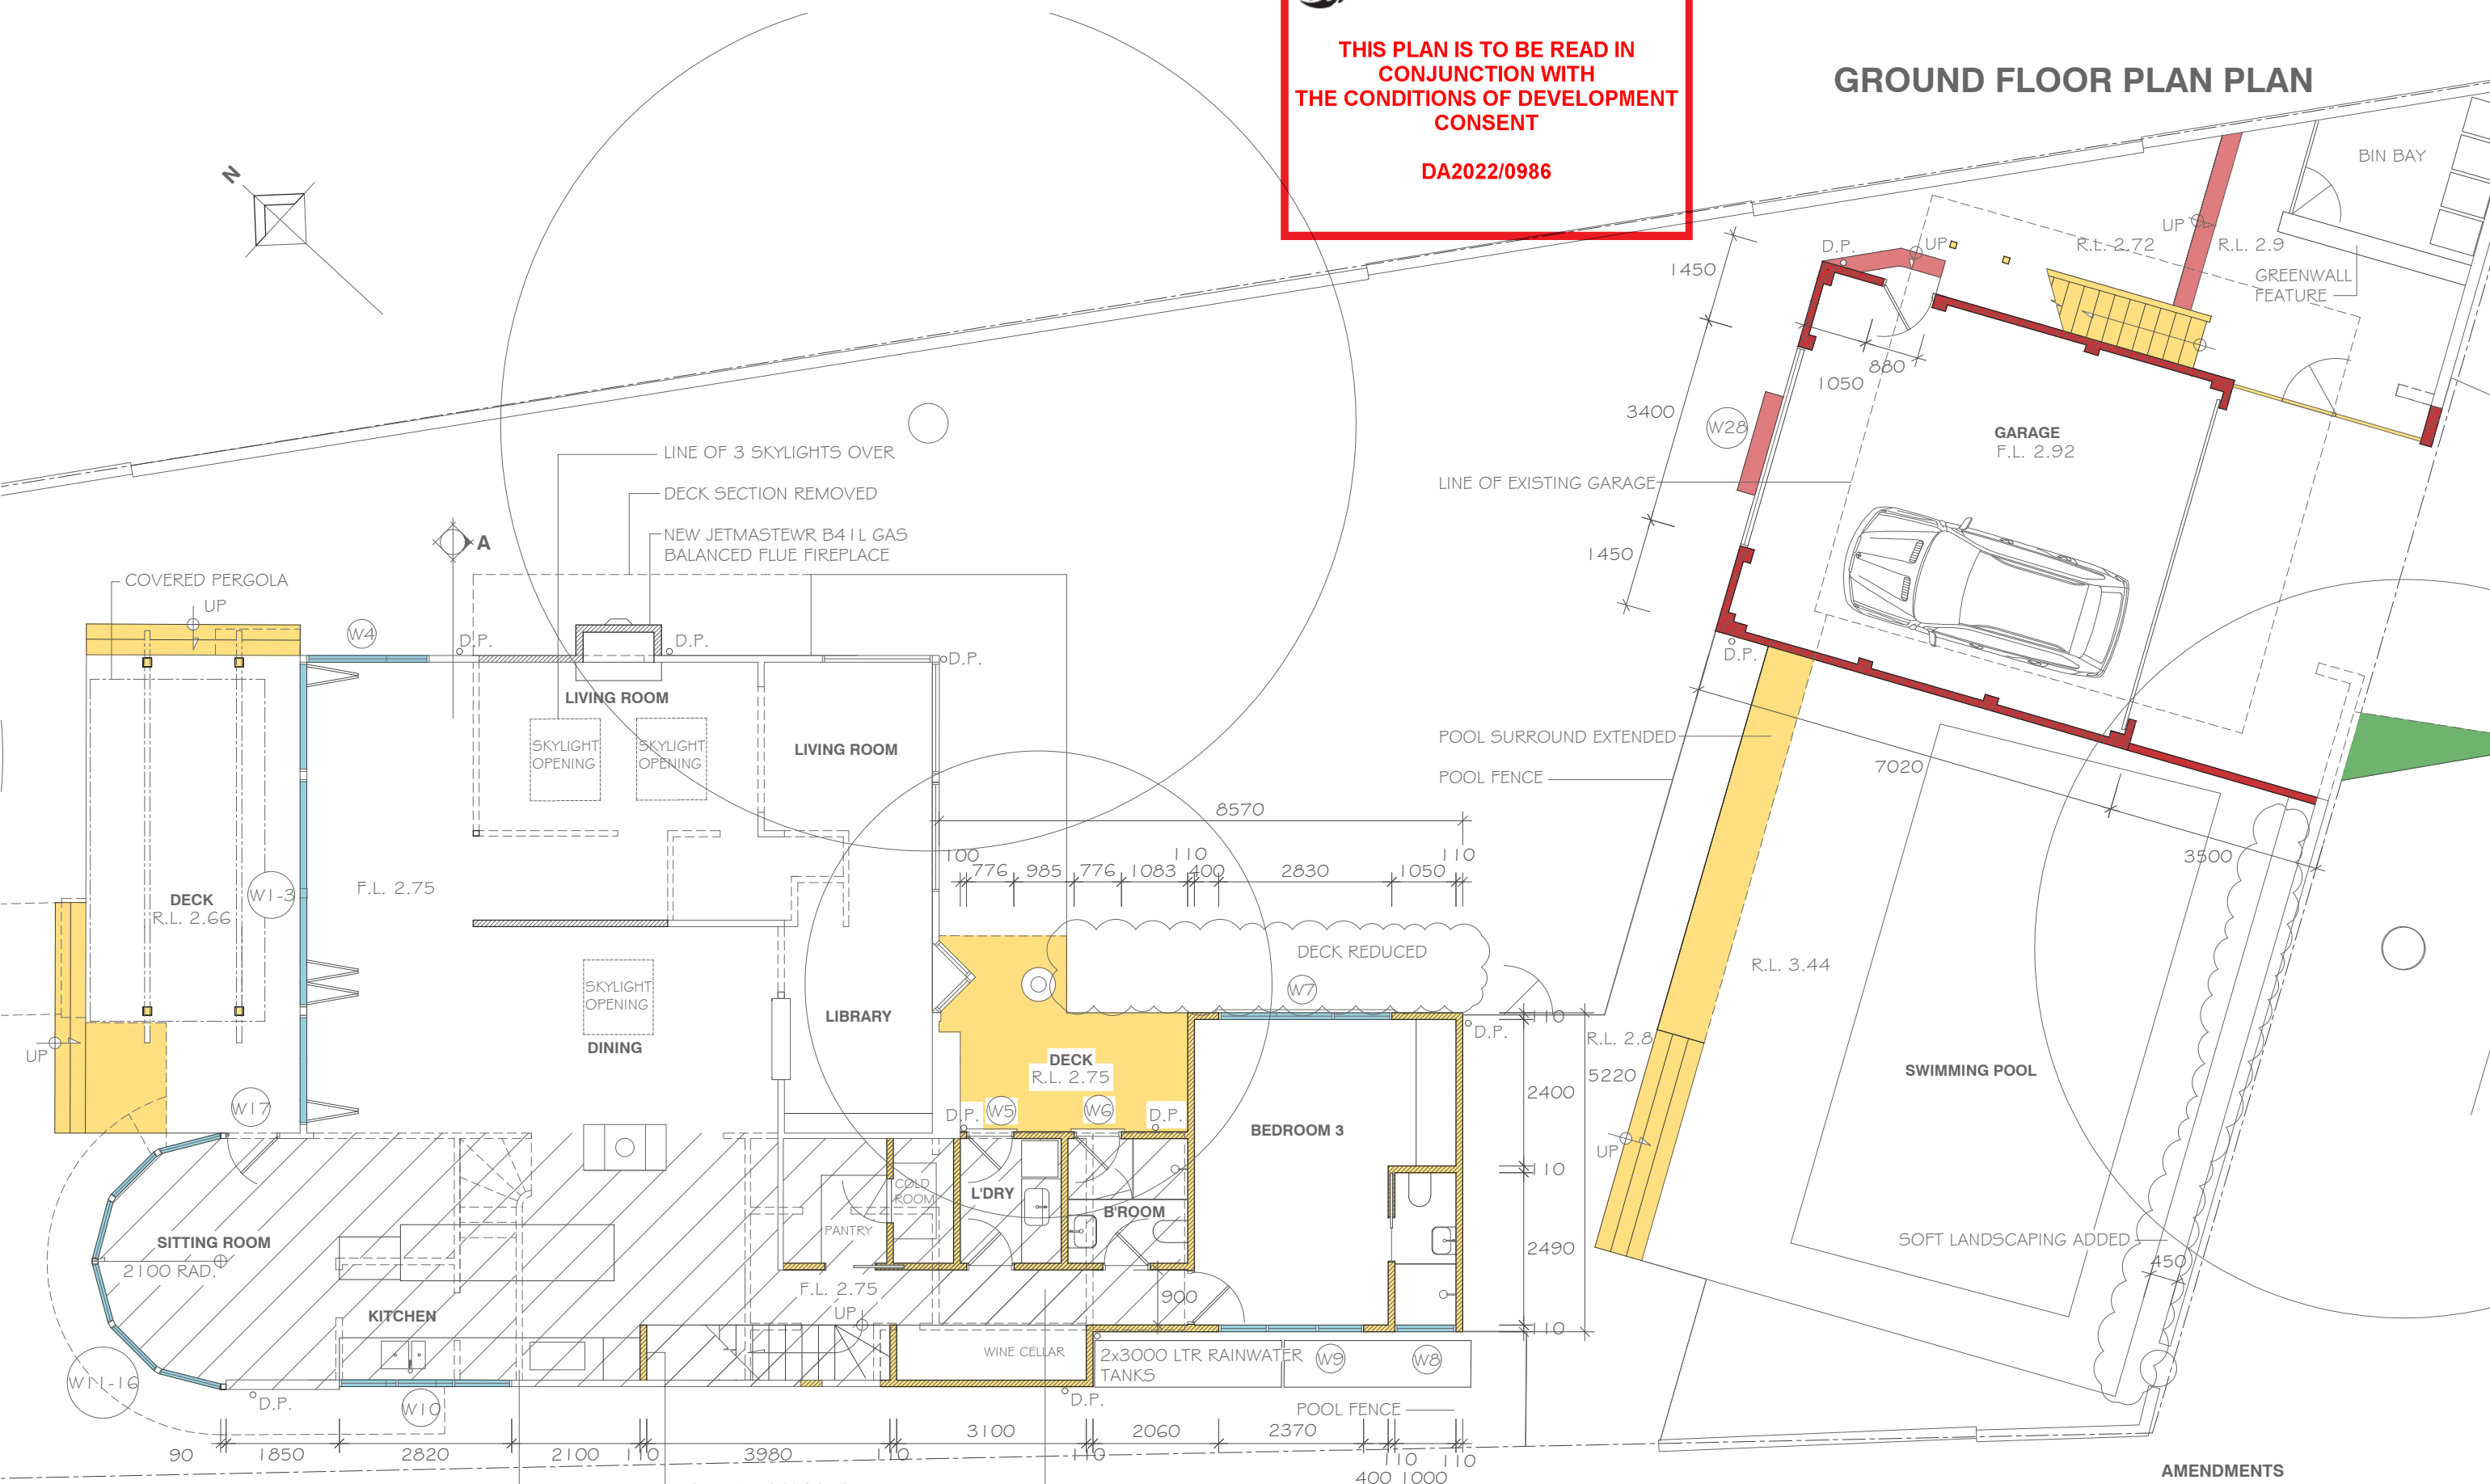 THIS PLAN IS TO BE READ IN
CONJUNCTION WITH
THE CONDITIONS OF DEVELOPMENT
CONSENT
DA2022/0986
GROUND FLOOR PLAN PLAN
BIN BAY
N
UP
R.L. 2.72
R.L. 2.9
D.P.
UP
GREENWALL
FEATURE
1450
880
1050
3400
W28
GARAGE
F.L. 2.92
LINE OF 3 SKYLIGHTS OVER
DECK SECTION REMOVED
LINE OF EXISTING GARAGE
NEW JETMASTEWR B41L GAS
BALANCED FLUE FIREPLACE
A
1450
COVERED PERGOLA
UP
W4
D.P.
D.P.
D.P.
D.P.
LIVING ROOM
LIVING ROOM
SKYLIGHT
OPENING
SKYLIGHT
OPENING
POOL SURROUND EXTENDED
POOL FENCE
7020
8570
3500
100
776
985
776
1083
110
400
2830
1050
110
DECK
R.L. 2.66
W1-3
F.L. 2.75
DECK REDUCED
R.L. 3.44
SKYLIGHT
OPENING
W7
LIBRARY
DINING
110
D.P.
R.L. 2.8
UP
DECK
R.L. 2.75
SWIMMING POOL
5220
2400
W17
D.P.
W5
W6
D.P.
BEDROOM 3
UP
110
COLD
ROOM
L'DRY
B'ROOM
PANTRY
SITTING ROOM
2100 RAD.
2490
SOFT LANDSCAPING ADDED
450
F.L. 2.75
900
KITCHEN
UP
110
WINE CELLAR
2x3000 LTR RAINWATER
TANKS
W9
W8
W11-16
D.P.
W10
D.P.
POOL FENCE
90
1850
2820
2100
110
3980
110
3100
110
2060
2370
110
110
400
1000
AMENDMENTS